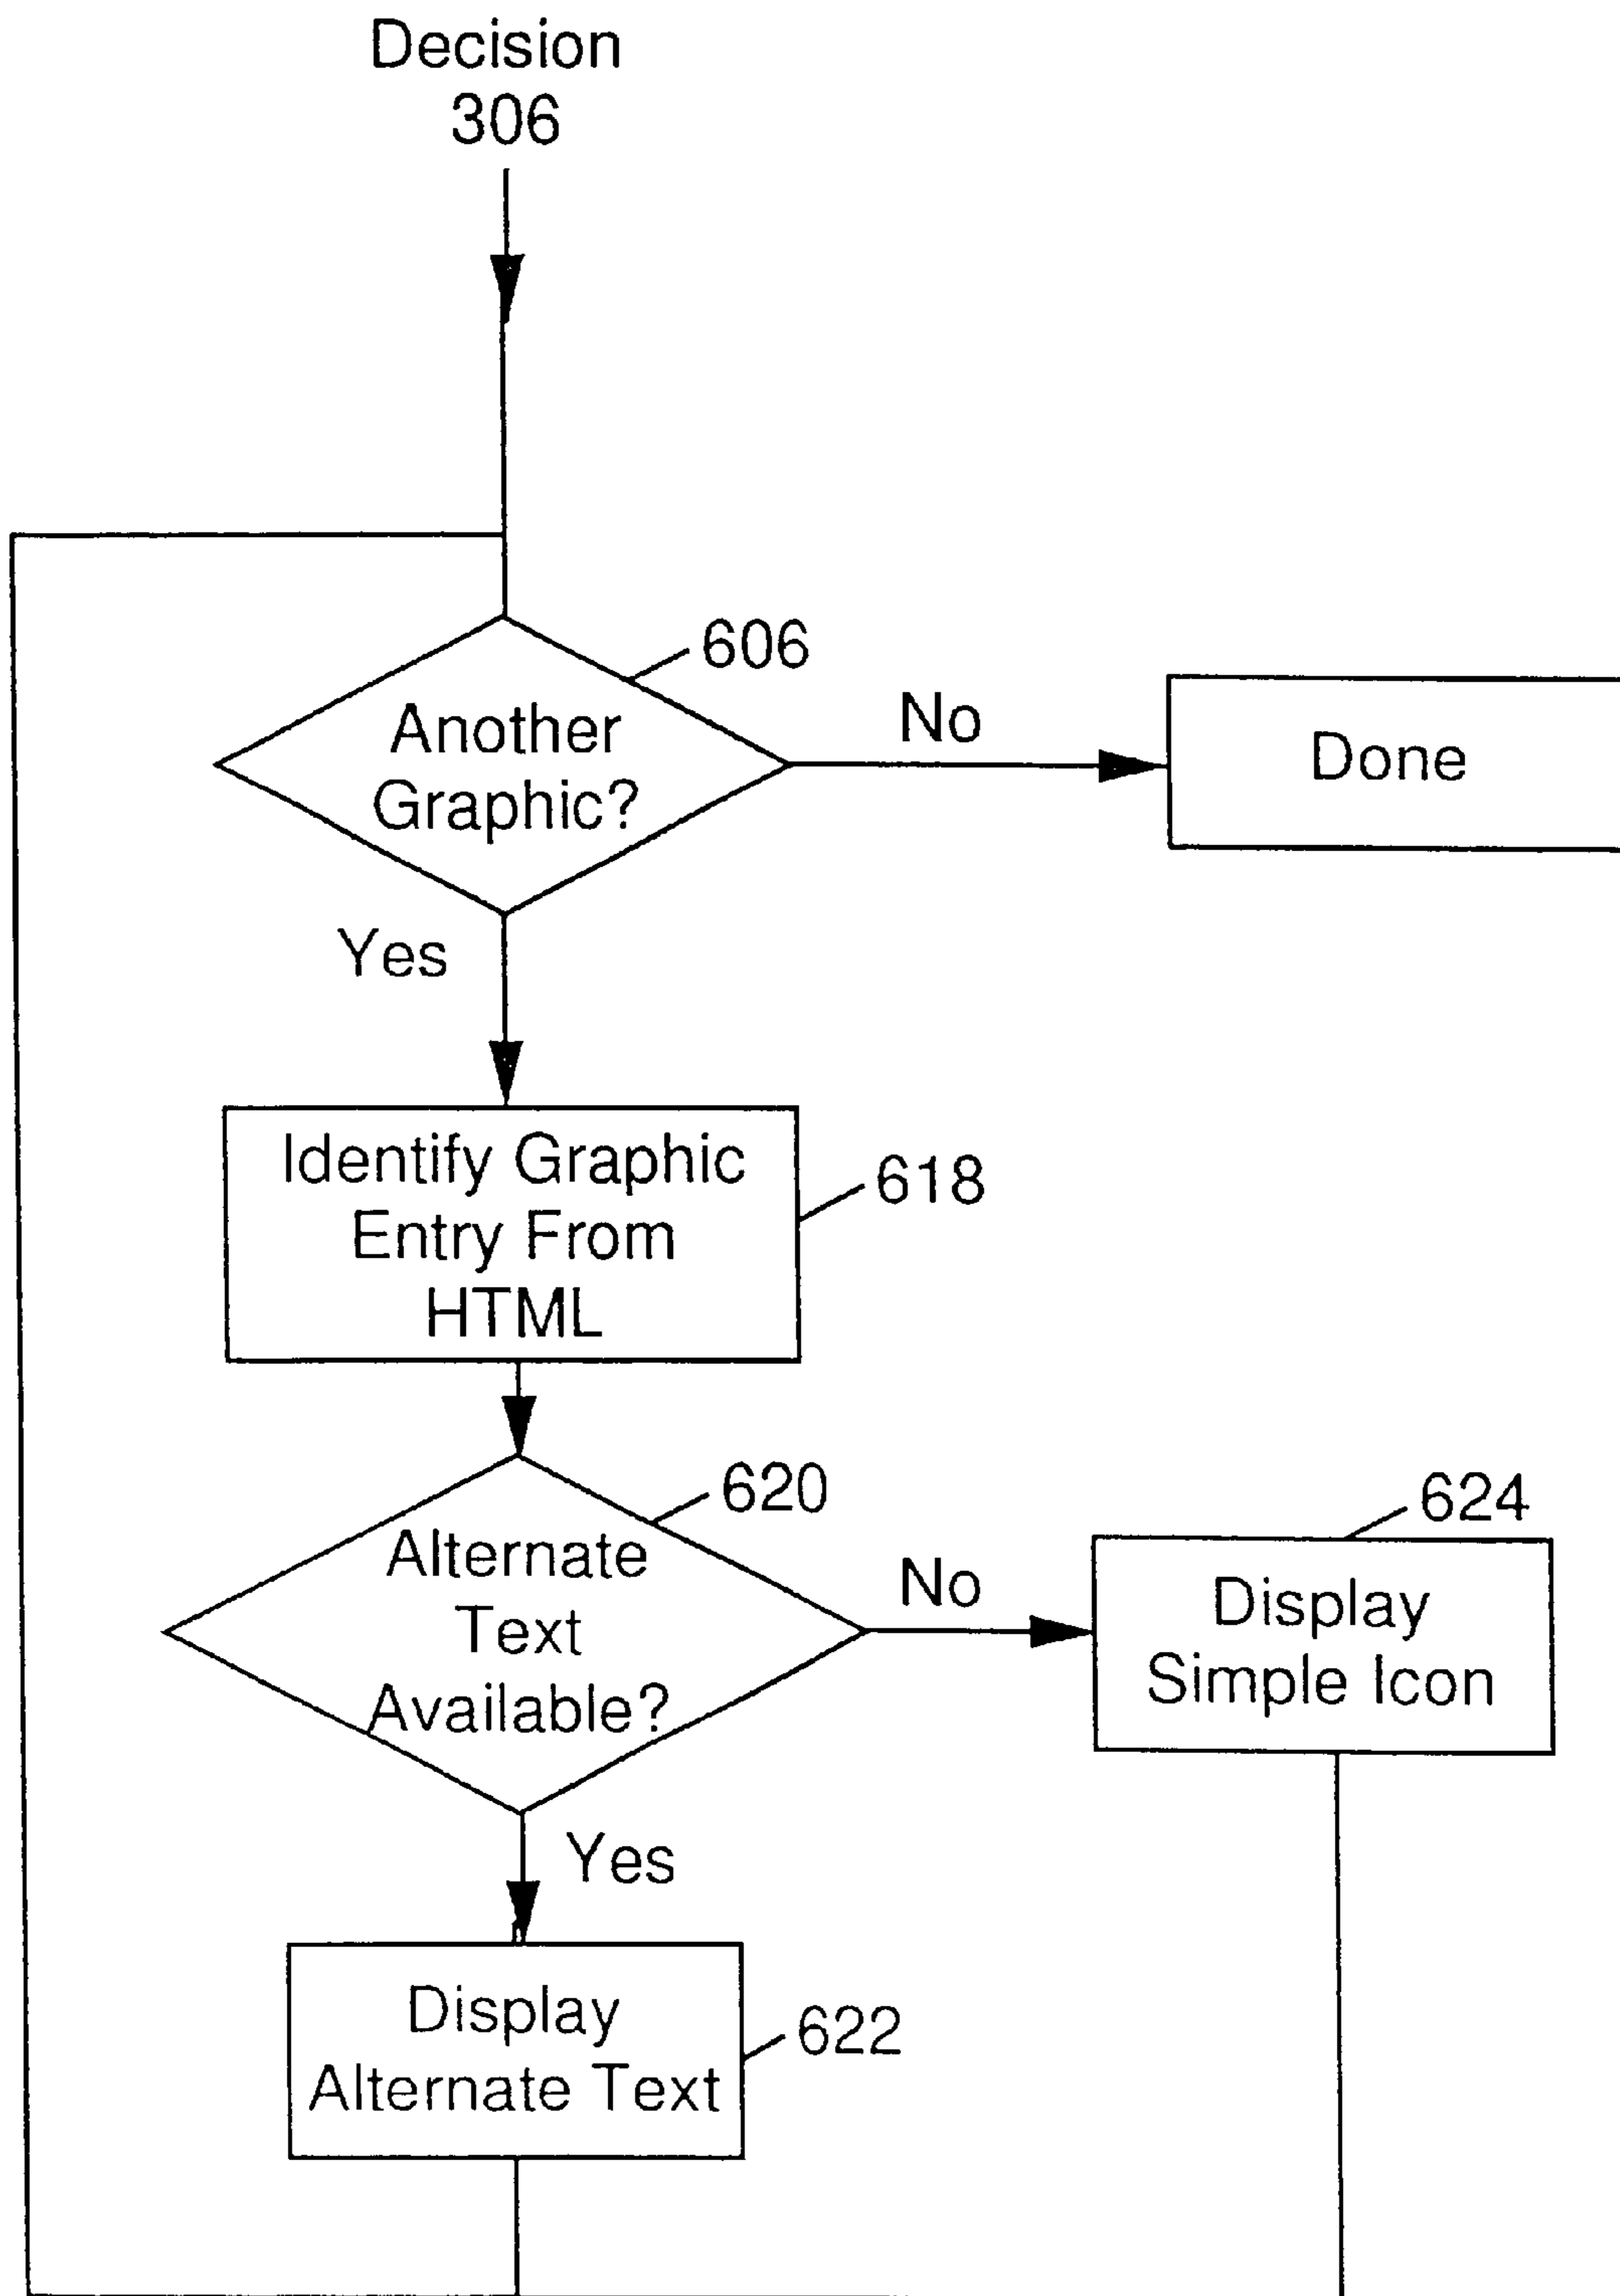 Decision
306
606
Another
Graphic?
No
Done
Yes
Identify Graphic
Entry From
HTML
618
620
Alternate
Text
Available?
No
624
Display
Simple Icon
Yes
Display
Alternate Text
622